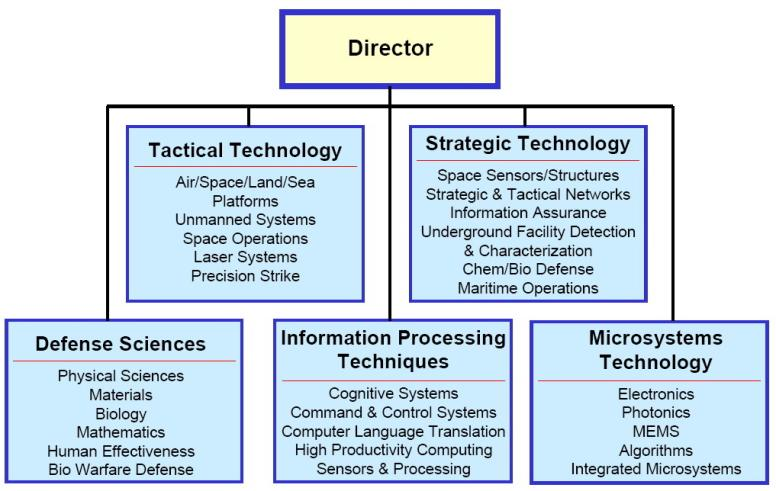 Director
Tactical Technology
Air/Space/Land/Sea
Platforms
Unmanned Systems
Space Operations
Laser Systems
Precision Strike
Strategic Technology
Space Sensors/Structures
Strategic & Tactical Networks
Information Assurance
Underground Facility Detection
& Characterization
Chem/Bio Defense
Maritime Operations
Defense Sciences
Physical Sciences
Materials
Biology
Mathematics
Human Effectiveness
Bio Warfare Defense
Information Processing
Techniques
Cognitive Systems
Command & Control Systems
Computer Language Translation
High Productivity Computing
Sensors & Processing
Microsystems
Technology
Electronics
Photonics
MEMS
Algorithms
Integrated Microsystems